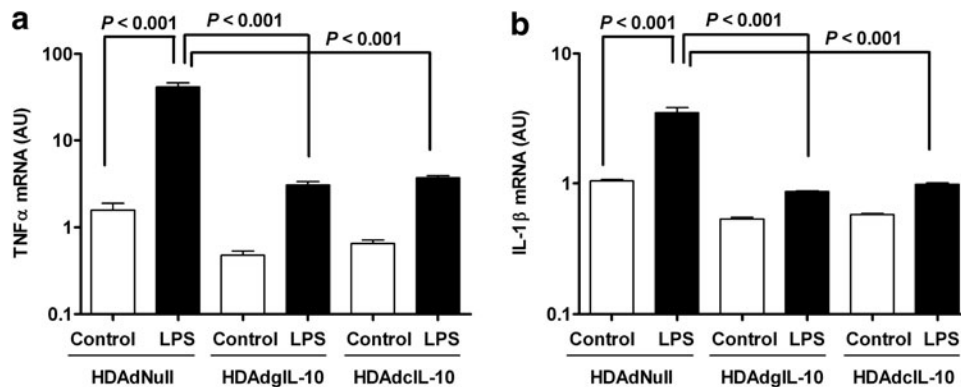 a
P < 0.001
P < 0.001
P < 0.001
TNFα mRNA (AU)
100
10
1
0.1
Control LPS Control LPS Control LPS
HDAdNull HDAdgIL-10 HDAdcIL-10
b
P < 0.001
P < 0.001
P < 0.001
IL-1β mRNA (AU)
10
1
0.1
Control LPS Control LPS Control LPS
HDAdNull HDAdgIL-10 HDAdcIL-10